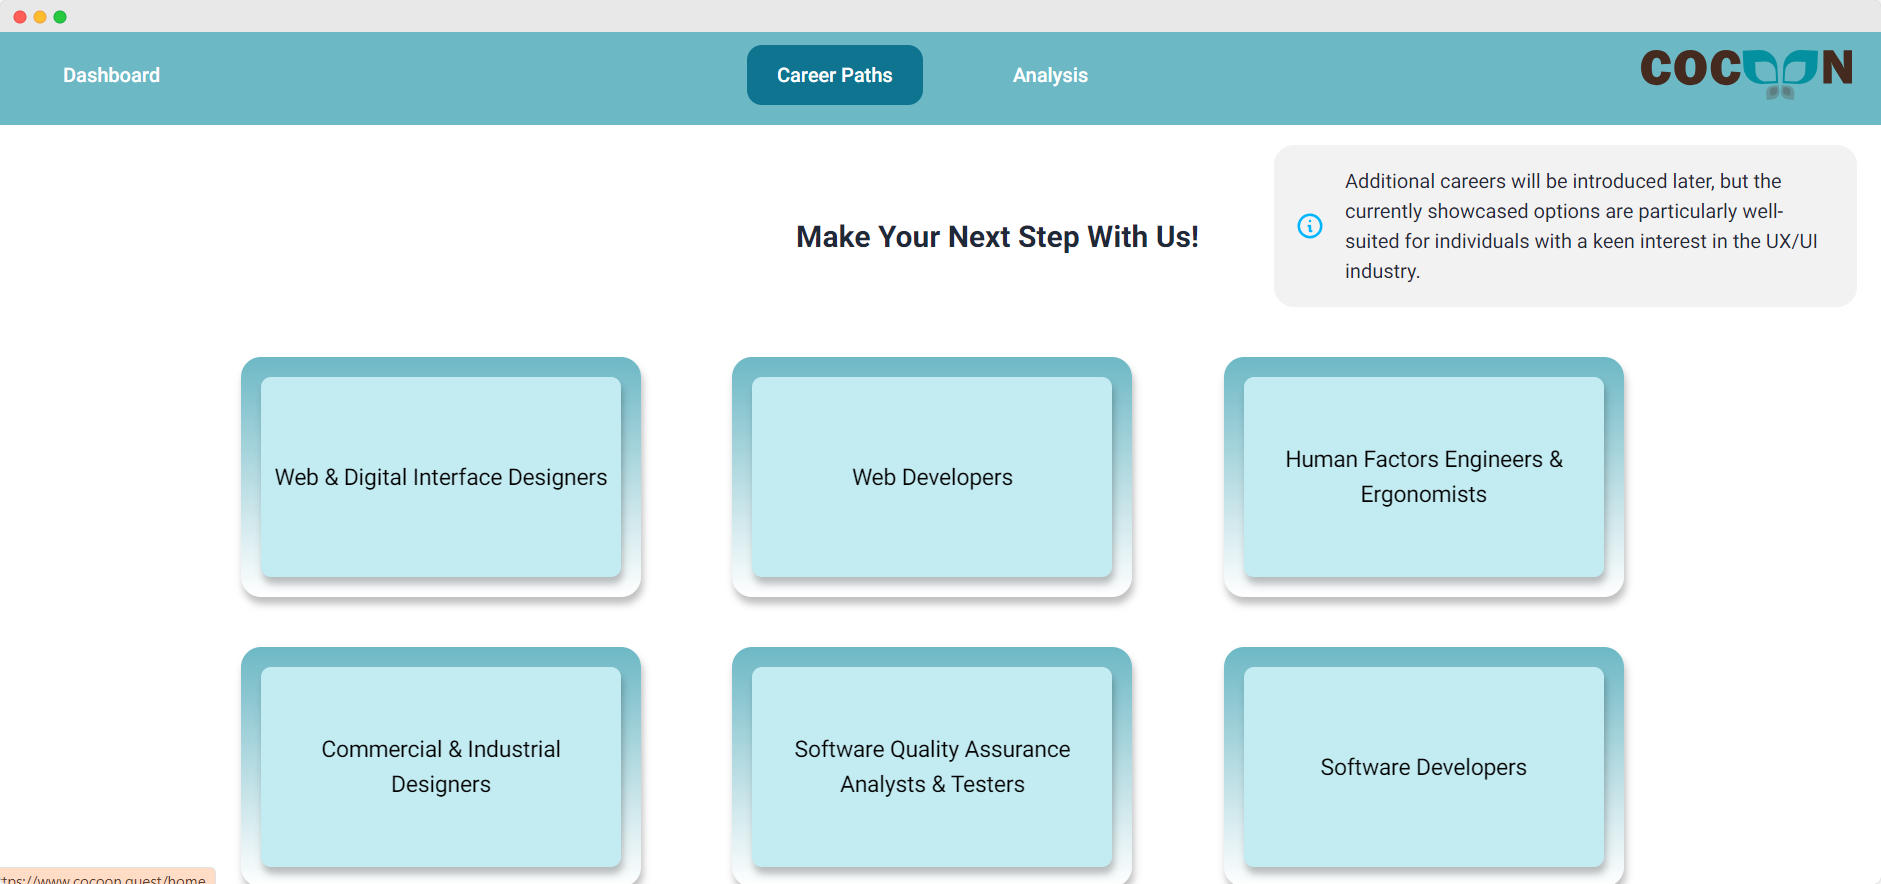 Dashboard
Career Paths
Analysis
COCOON
Additional careers will be introduced later, but the
currently showcased options are particularly well-
suited for individuals with a keen interest in the UX/UI
industry.
Make Your Next Step With Us!
Web & Digital Interface Designers
Web Developers
Human Factors Engineers &
Ergonomists
Commercial & Industrial
Designers
Software Quality Assurance
Analysts & Testers
Software Developers
tps://www.cocoon.quest/home